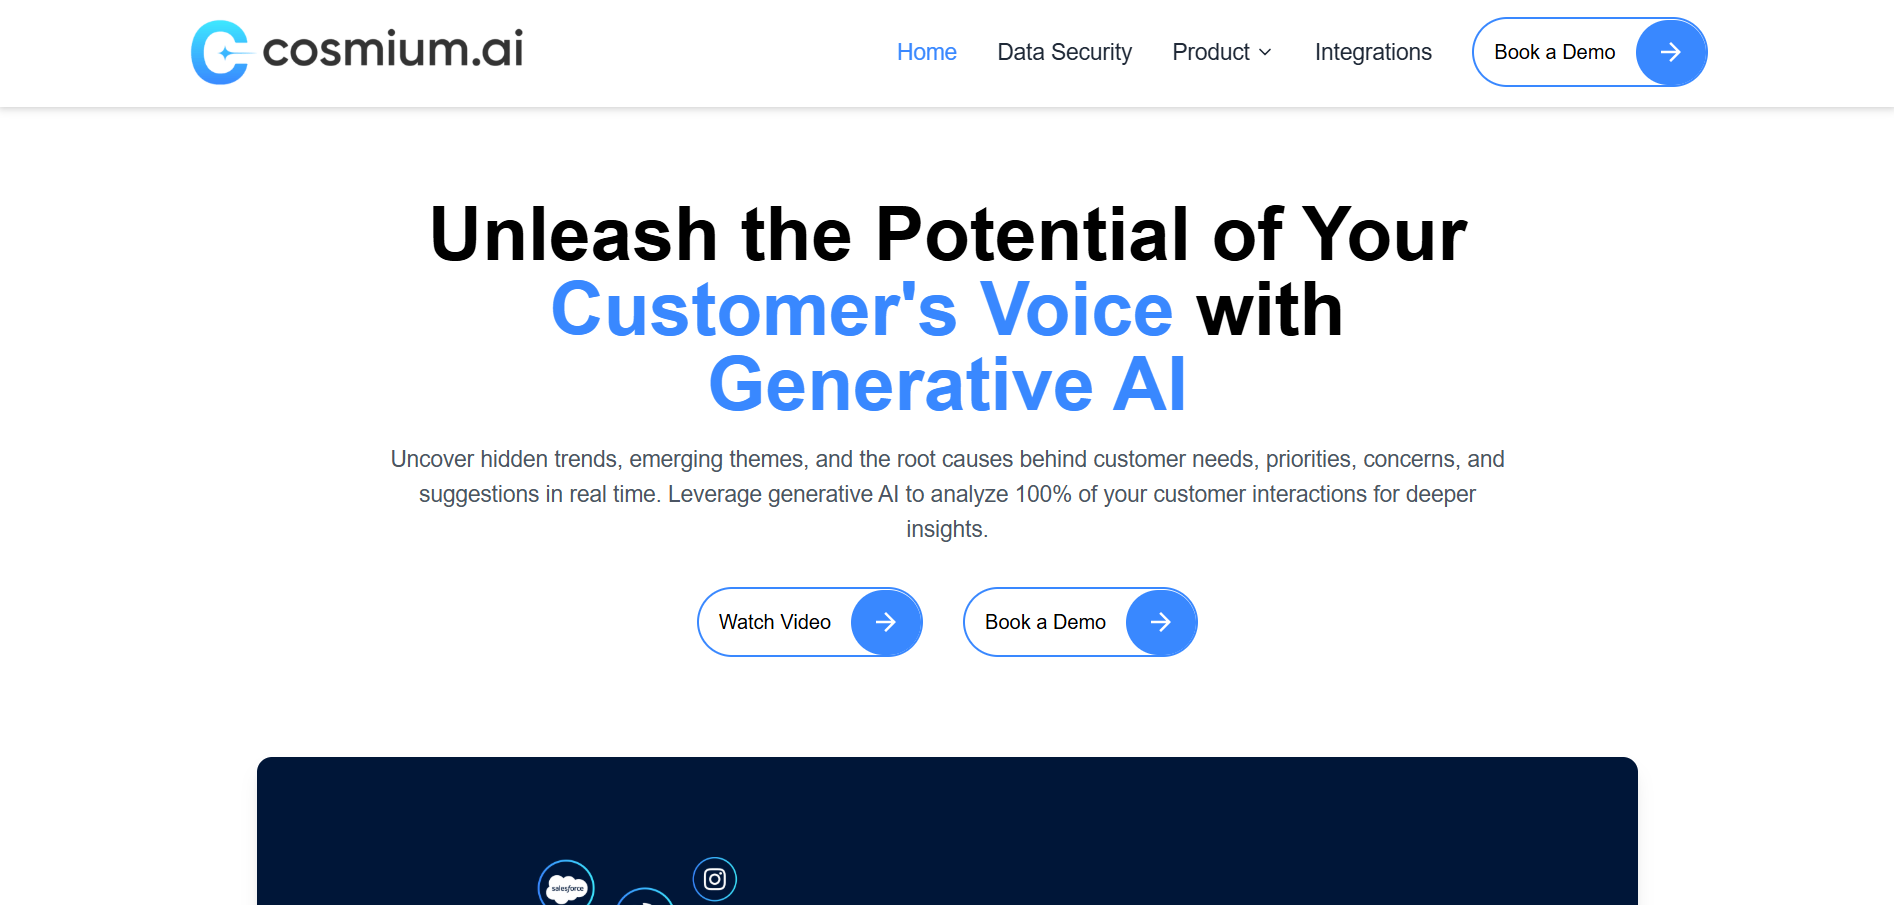 cosmium.ai
Home
Data Security
Product
Integrations
Book a Demo
Unleash the Potential of Your
Customer's Voice with
Generative AI
Uncover hidden trends, emerging themes, and the root causes behind customer needs, priorities, concerns, and
suggestions in real time. Leverage generative AI to analyze 100% of your customer interactions for deeper
insights.
Watch Video
Book a Demo
salesforce